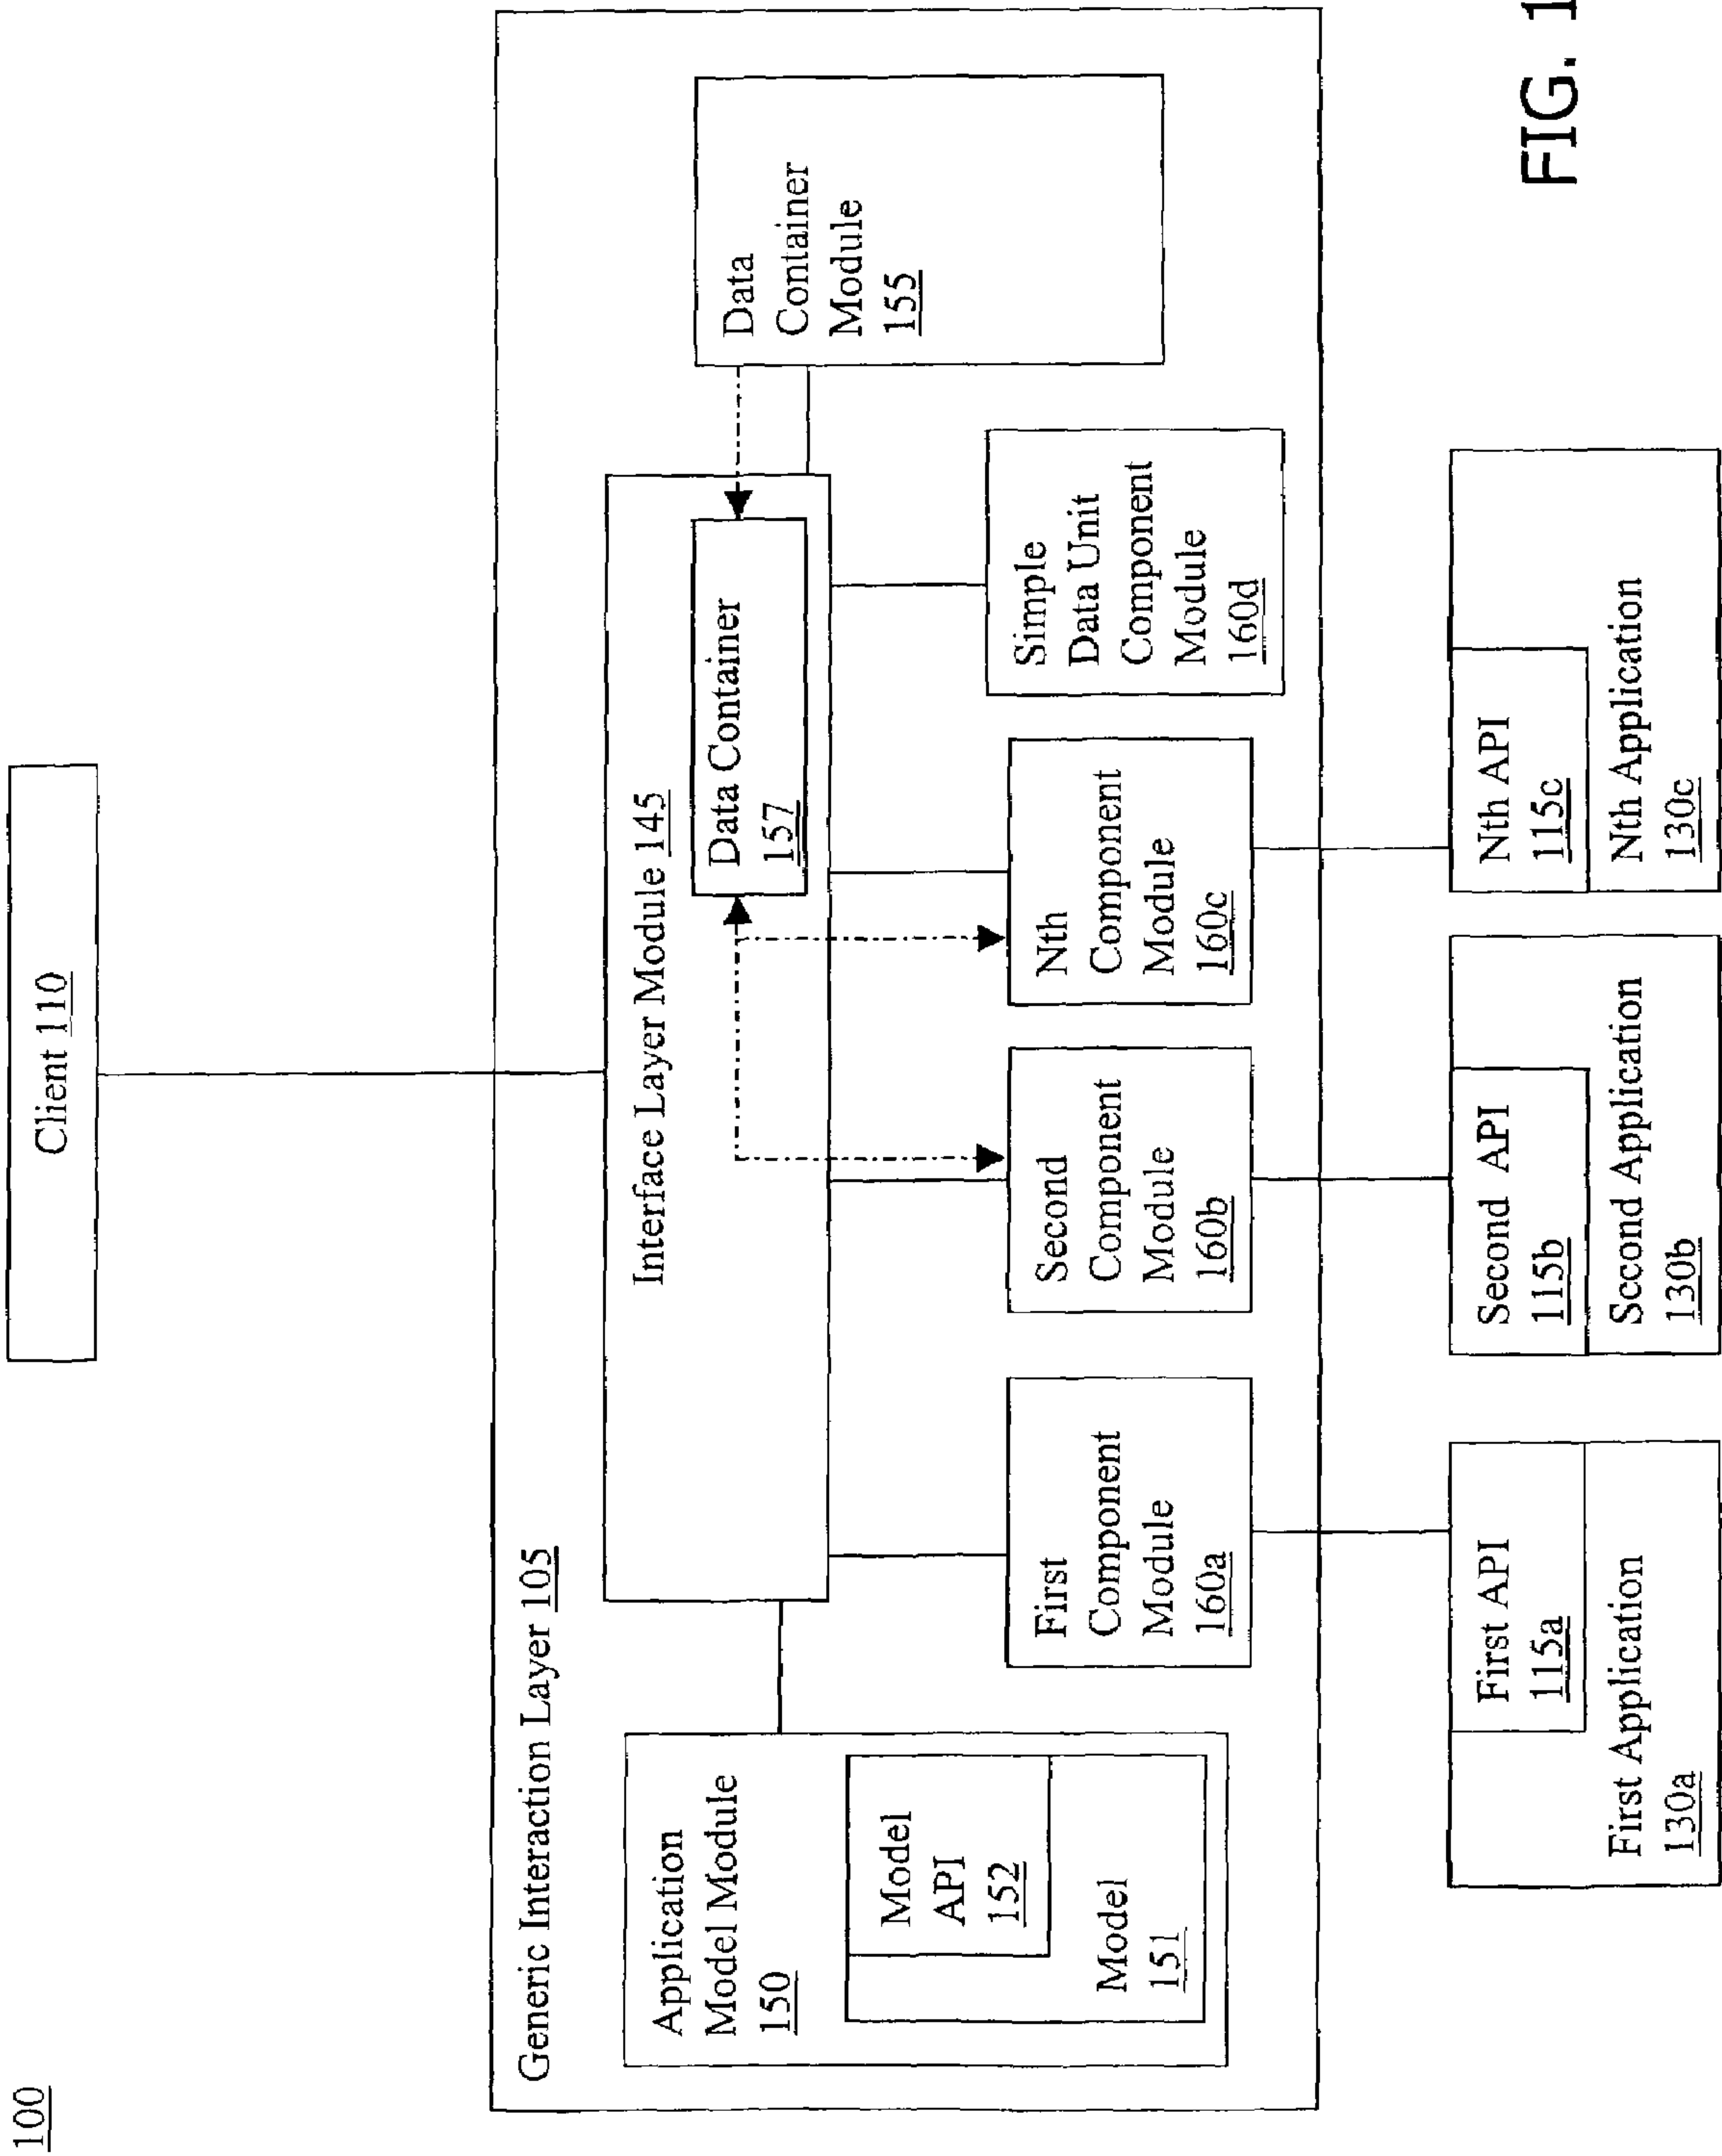 100
Client 110
Generic Interaction Layer 105
Interface Layer Module 145
Application
Model Module
150
Model
API
152
Model
151
Data Container
157
Data
Container
Module
155
First
Component
Module
160a
Second
Component
Module
160b
Nth
Component
Module
160c
Simple
Data Unit
Component
Module
160d
First API
115a
First Application
130a
Second API
115b
Second Application
130b
Nth API
115c
Nth Application
130c
FIG. 1